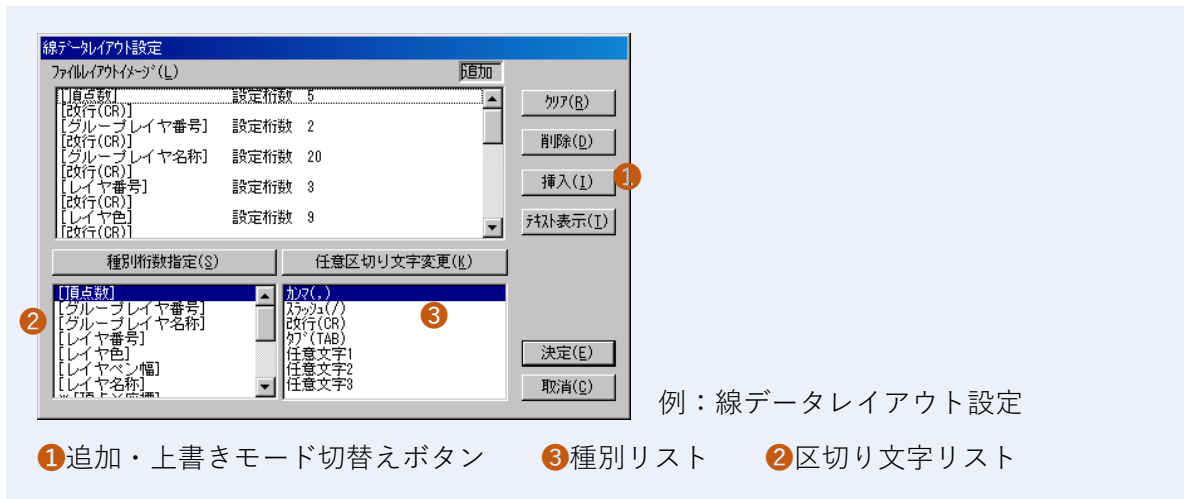 線ﾃﾞｰﾀﾚｲｱｳﾄ設定
ﾌｧｲﾙﾚｲｱｳﾄｲﾒｰｼﾞ(L)
追加
[頂点数] 設定桁数 5
[改行(CR)]
[グループレイヤ番号] 設定桁数 2
[改行(CR)]
[グループレイヤ名称] 設定桁数 20
[改行(CR)]
[レイヤ番号] 設定桁数 3
[改行(CR)]
[レイヤ色] 設定桁数 9
[改行(CR)]
ｸﾘｱ(R)
削除(D)
挿入(I)
❶
ﾃｷｽﾄ表示(T)
種別桁数指定(S)
任意区切り文字変更(K)
❷
[頂点数]
[グループレイヤ番号]
[グループレイヤ名称]
[レイヤ番号]
[レイヤ色]
[レイヤペン幅]
[レイヤ名称]
※[頂点X座標]
ｶﾝﾏ(,)
ｽﾗｯｼｭ(/)
改行(CR)
ﾀﾌﾞ(TAB)
任意文字1
任意文字2
任意文字3
❸
決定(E)
取消(C)
例：線データレイアウト設定
❶追加・上書きモード切替えボタン ❸種別リスト ❷区切り文字リスト